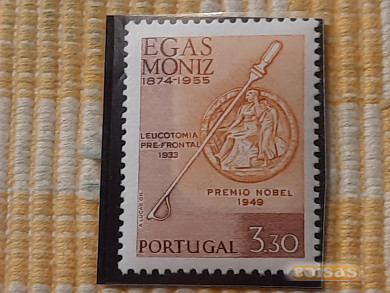 EGAS
MONIZ
1874-1955
LEUCOTOMIA
PRE-FRONTAL
1933
PREMIO NOBEL
1949
PORTUGAL 3.30